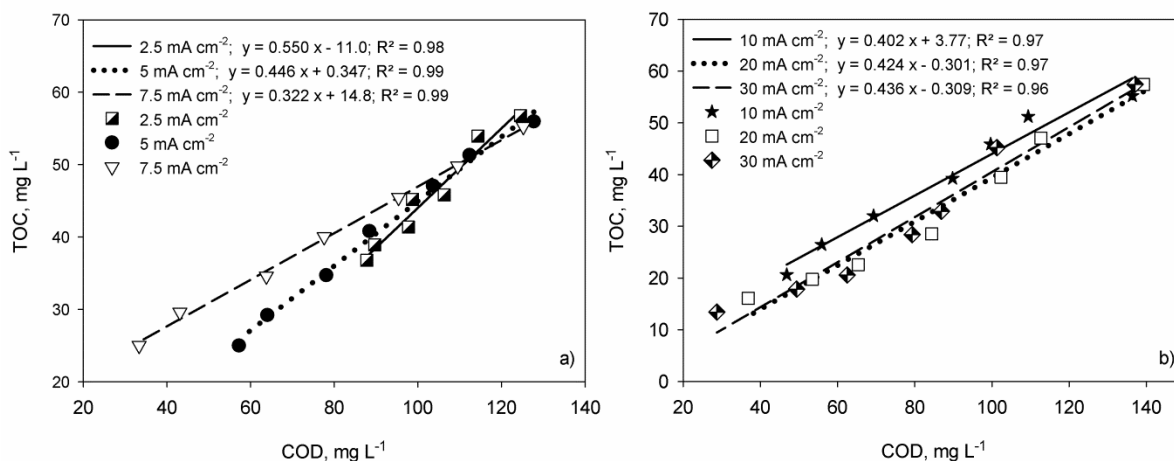 70
60
50
40
30
20
TOC, mg L⁻¹
2.5 mA cm⁻²; y = 0.550 x - 11.0; R² = 0.98
5 mA cm⁻²; y = 0.446 x + 0.347; R² = 0.99
7.5 mA cm⁻²; y = 0.322 x + 14.8; R² = 0.99
2.5 mA cm⁻²
5 mA cm⁻²
7.5 mA cm⁻²
a)
20 40 60 80 100 120 140
COD, mg L⁻¹
70
60
50
40
30
20
10
0
TOC, mg L⁻¹
10 mA cm⁻²; y = 0.402 x + 3.77; R² = 0.97
20 mA cm⁻²; y = 0.424 x - 0.301; R² = 0.97
30 mA cm⁻²; y = 0.436 x - 0.309; R² = 0.96
10 mA cm⁻²
20 mA cm⁻²
30 mA cm⁻²
b)
20 40 60 80 100 120 140
COD, mg L⁻¹